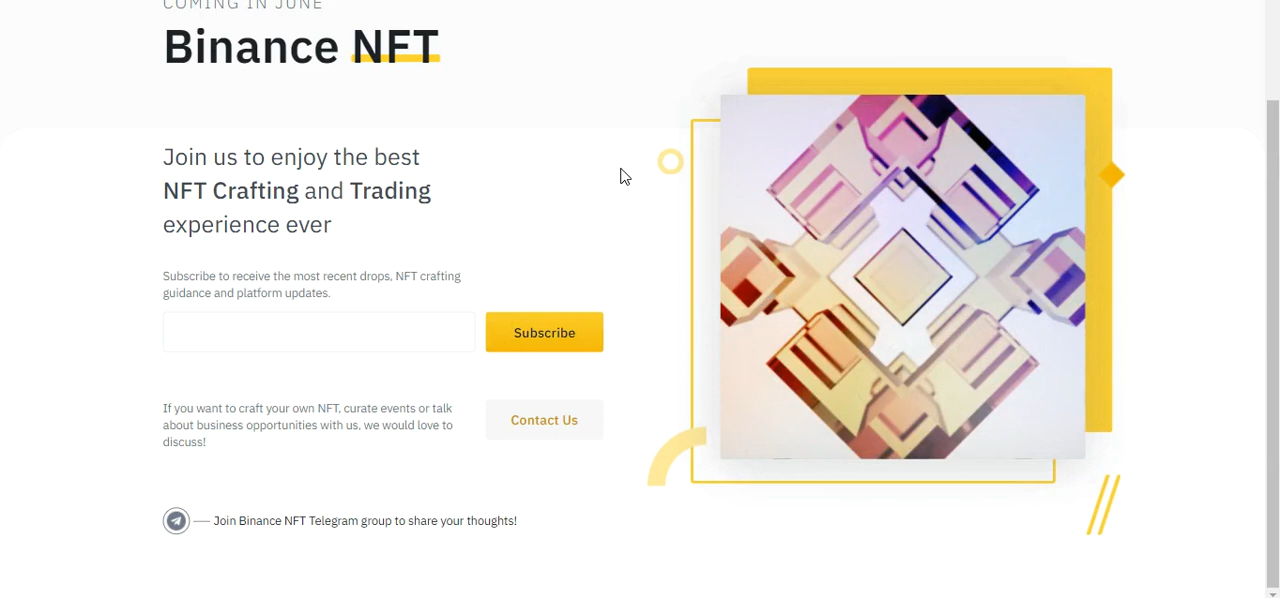 COMING IN JUNE
Binance NFT
Join us to enjoy the best
NFT Crafting and Trading
experience ever
Subscribe to receive the most recent drops, NFT crafting
guidance and platform updates.
Subscribe
If you want to craft your own NFT, curate events or talk
about business opportunities with us, we would love to
discuss!
Contact Us
Join Binance NFT Telegram group to share your thoughts!